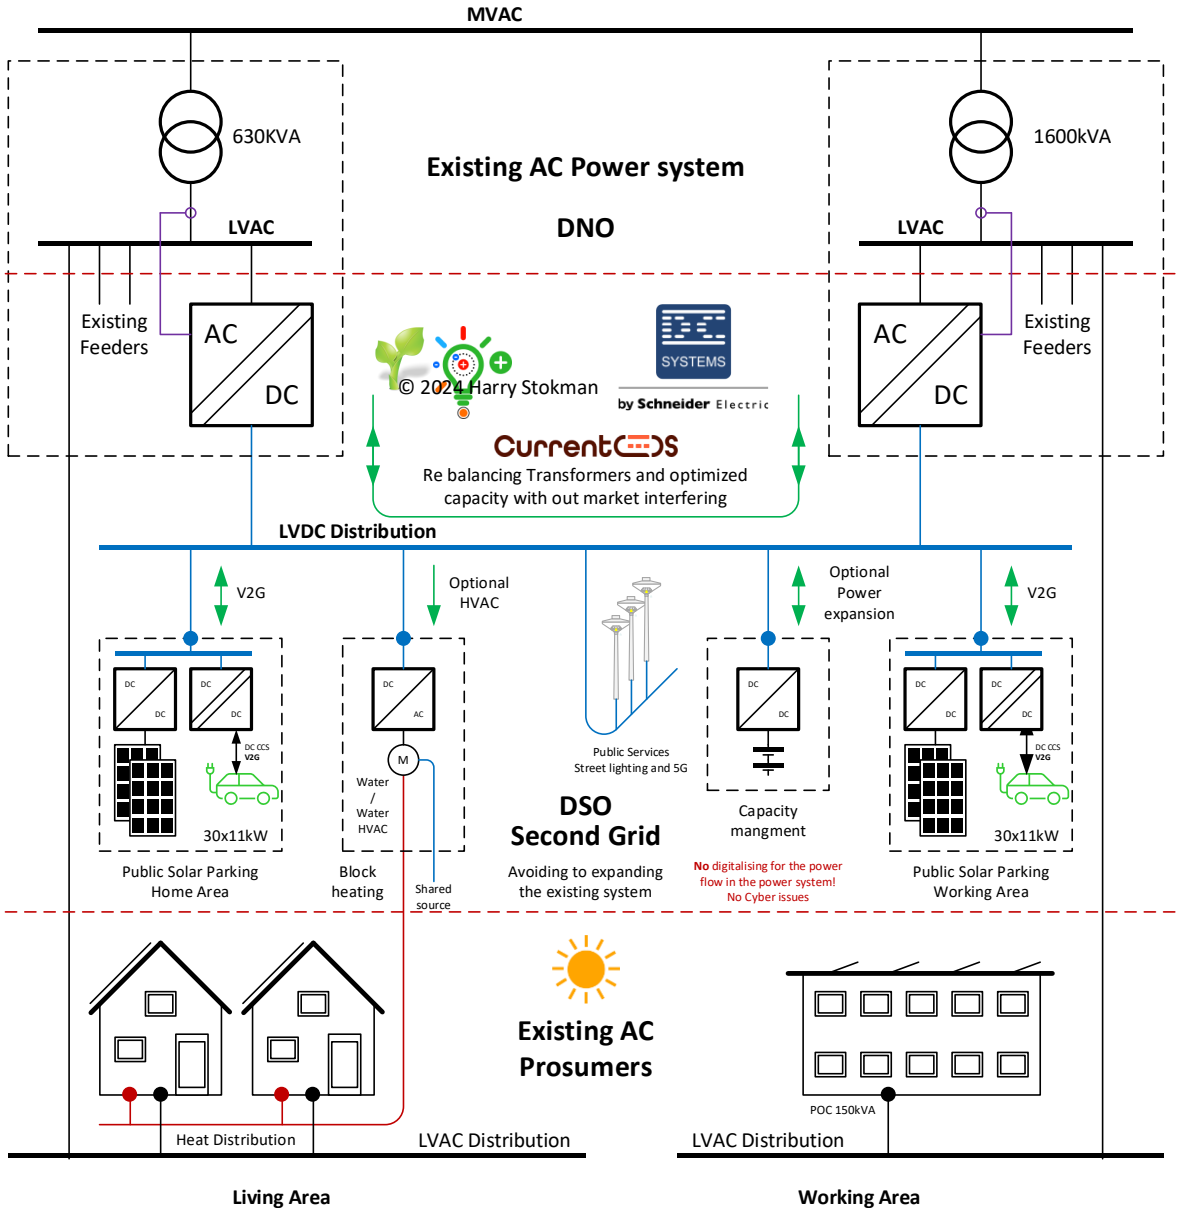 MVAC
630KVA
1600kVA
Existing AC Power system
DNO
LVAC
LVAC
Existing
Feeders
AC
DC
SYSTEMS
by Schneider Electric
© 2024 Harry Stokman
AC
DC
Existing
Feeders
Current OS
Re balancing Transformers and optimized
capacity with out market interfering
LVDC Distribution
V2G
Optional
HVAC
Optional
Power
expansion
V2G
DC
DC
DC
DC
DC
AC
DC
DC
DC
DC
DC
DC
DC CCS
V2G
M
DC CCS
V2G
Public Services
Street lighting and 5G
Water
/
Water
HVAC
30x11kW
DSO
Second Grid
Capacity
mangment
30x11kW
Public Solar Parking
Home Area
Block
heating
Shared
source
Avoiding to expanding
the existing system
No digitalising for the power
flow in the power system!
No Cyber issues
Public Solar Parking
Working Area
Existing AC
Prosumers
POC 150kVA
Heat Distribution
LVAC Distribution
LVAC Distribution
Living Area
Working Area